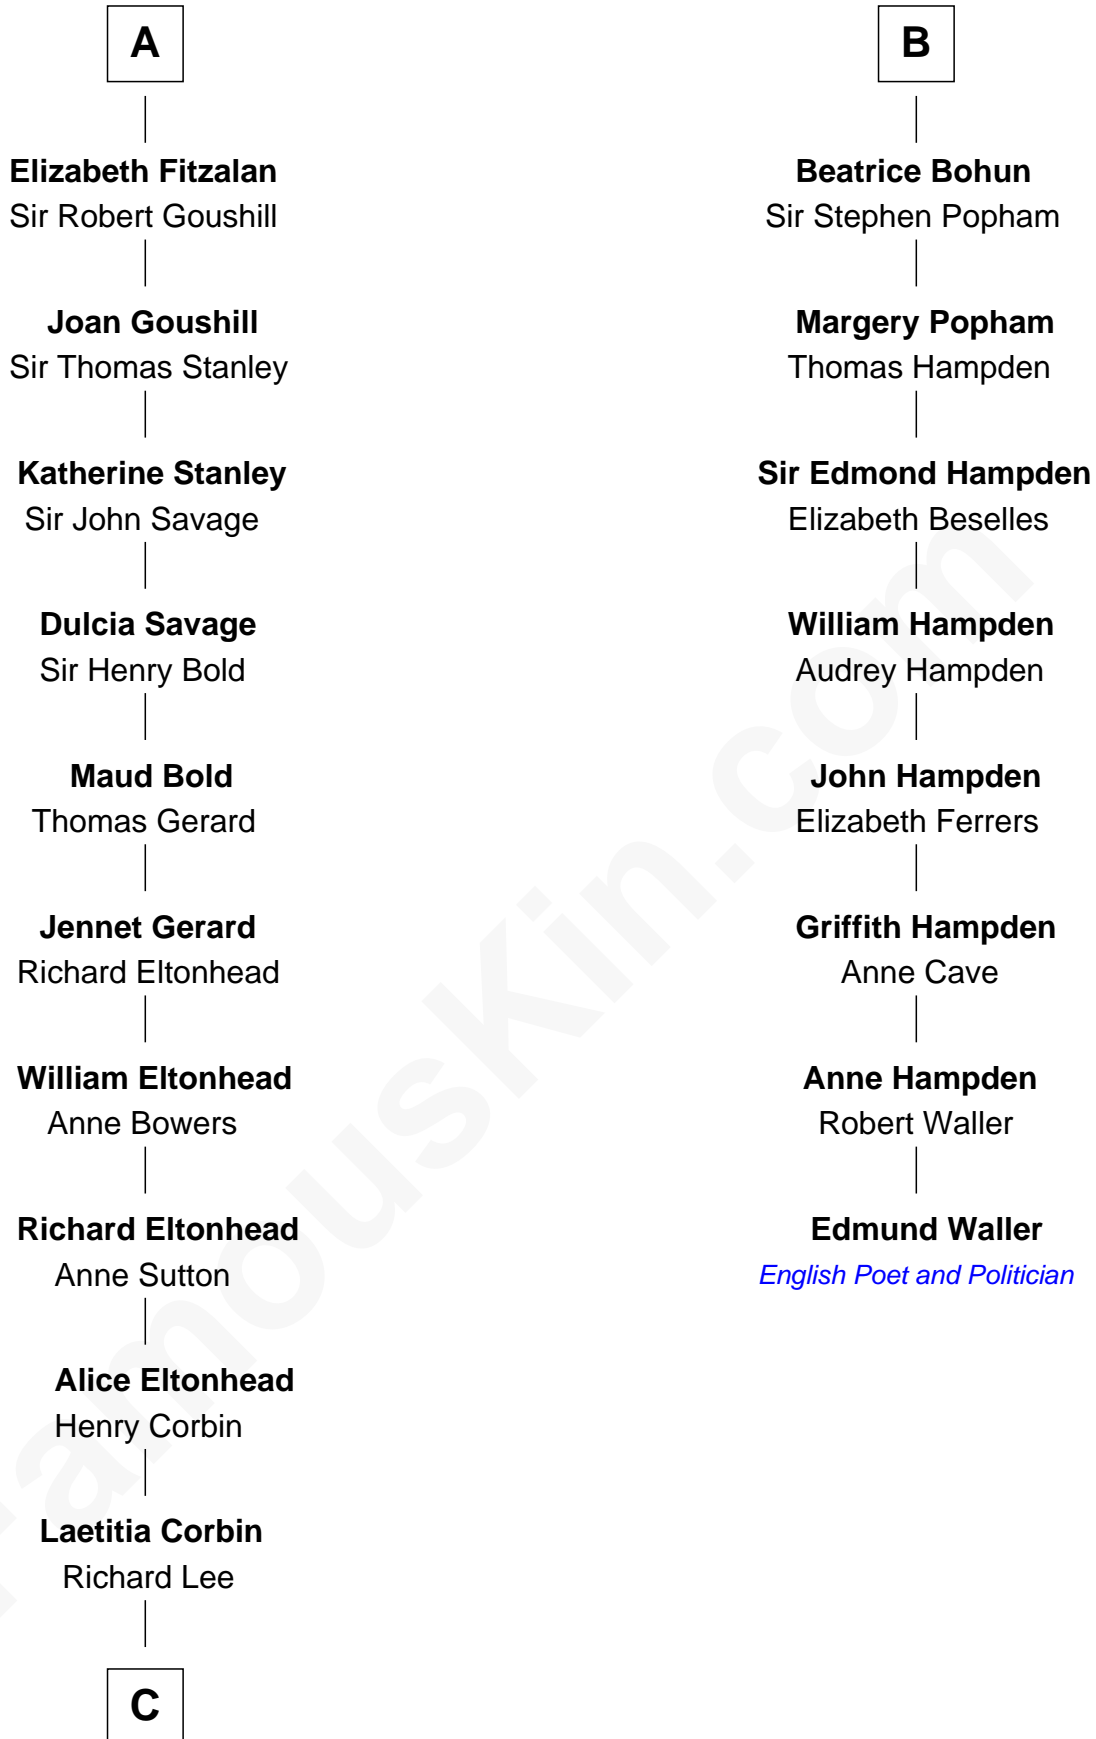 A
Elizabeth Fitzalan
Sir Robert Goushill
Joan Goushill
Sir Thomas Stanley
Katherine Stanley
Sir John Savage
Dulcia Savage
Sir Henry Bold
Maud Bold
Thomas Gerard
Jennet Gerard
Richard Eltonhead
William Eltonhead
Anne Bowers
Richard Eltonhead
Anne Sutton
Alice Eltonhead
Henry Corbin
Laetitia Corbin
Richard Lee
C
B
Beatrice Bohun
Sir Stephen Popham
Margery Popham
Thomas Hampden
Sir Edmond Hampden
Elizabeth Beselles
William Hampden
Audrey Hampden
John Hampden
Elizabeth Ferrers
Griffith Hampden
Anne Cave
Anne Hampden
Robert Waller
Edmund Waller
English Poet and Politician
FamousKin.com